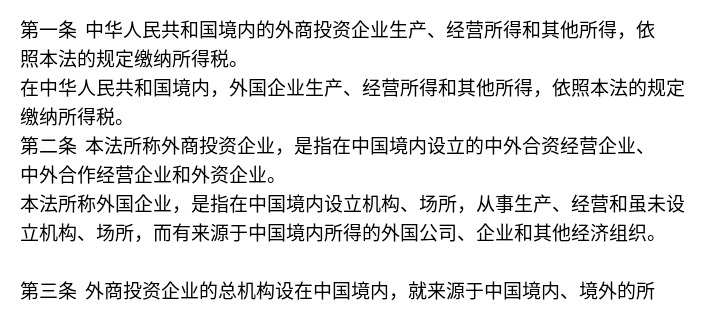 第一条 中华人民共和国境内的外商投资企业生产、经营所得和其他所得，依
照本法的规定缴纳所得税。
在中华人民共和国境内，外国企业生产、经营所得和其他所得，依照本法的规定
缴纳所得税。
第二条 本法所称外商投资企业，是指在中国境内设立的中外合资经营企业、
中外合作经营企业和外资企业。
本法所称外国企业，是指在中国境内设立机构、场所，从事生产、经营和虽未设
立机构、场所，而有来源于中国境内所得的外国公司、企业和其他经济组织。
第三条 外商投资企业的总机构设在中国境内，就来源于中国境内、境外的所